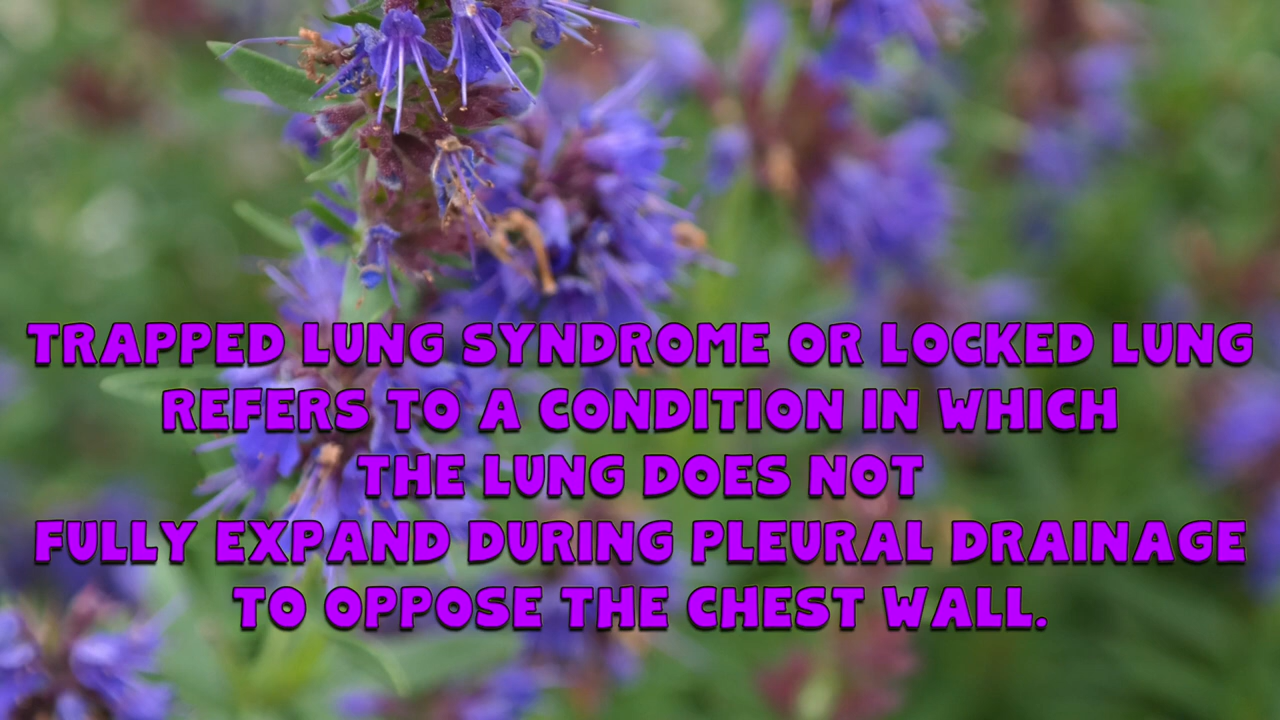 TRAPPED LUNG SYNDROME OR LOCKED LUNG
REFERS TO A CONDITION IN WHICH
THE LUNG DOES NOT
FULLY EXPAND DURING PLEURAL DRAINAGE
TO OPPOSE THE CHEST WALL.